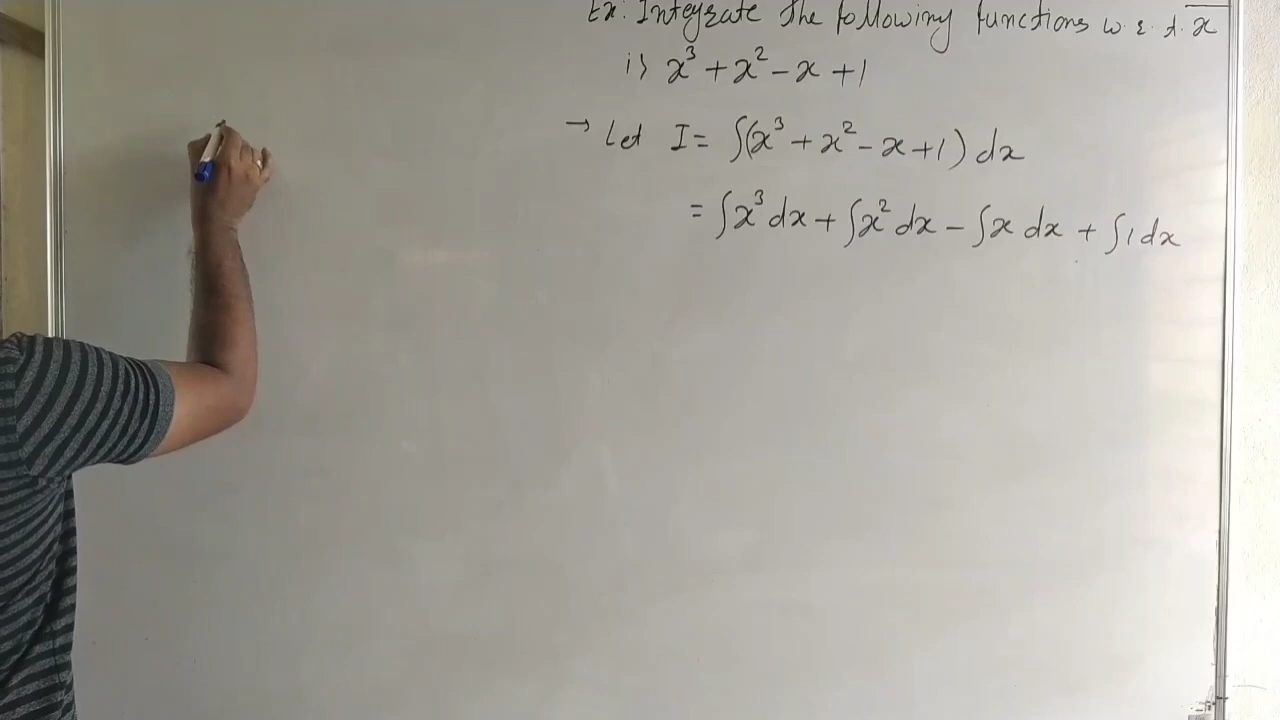 Ex: Integrate the following functions w.r.t. x
i) x³ + x² - x + 1
→ Let I = ∫(x³ + x² - x + 1) dx
= ∫x³ dx + ∫x² dx - ∫x dx + ∫1 dx